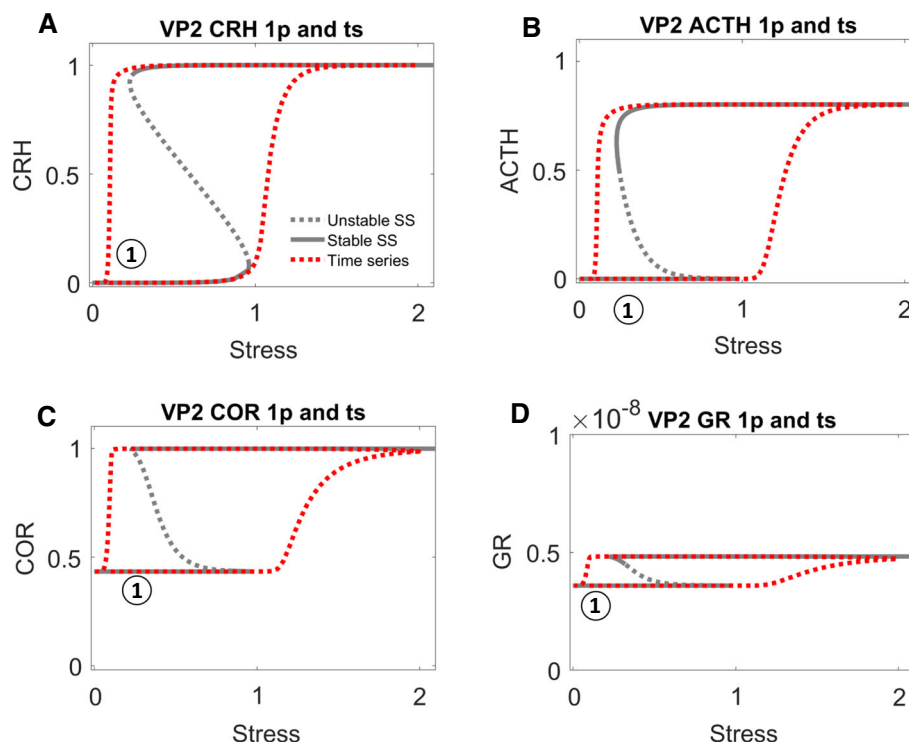 A
VP2 CRH 1p and ts
CRH
1
0.5
0
1
Unstable SS
Stable SS
Time series
0
1
2
Stress
B
VP2 ACTH 1p and ts
ACTH
1
0.5
0
0
1
2
1
Stress
C
VP2 COR 1p and ts
COR
1
0.5
0
1
0
1
2
Stress
D
×10-8
VP2 GR 1p and ts
GR
1
0.5
0
1
0
1
2
Stress